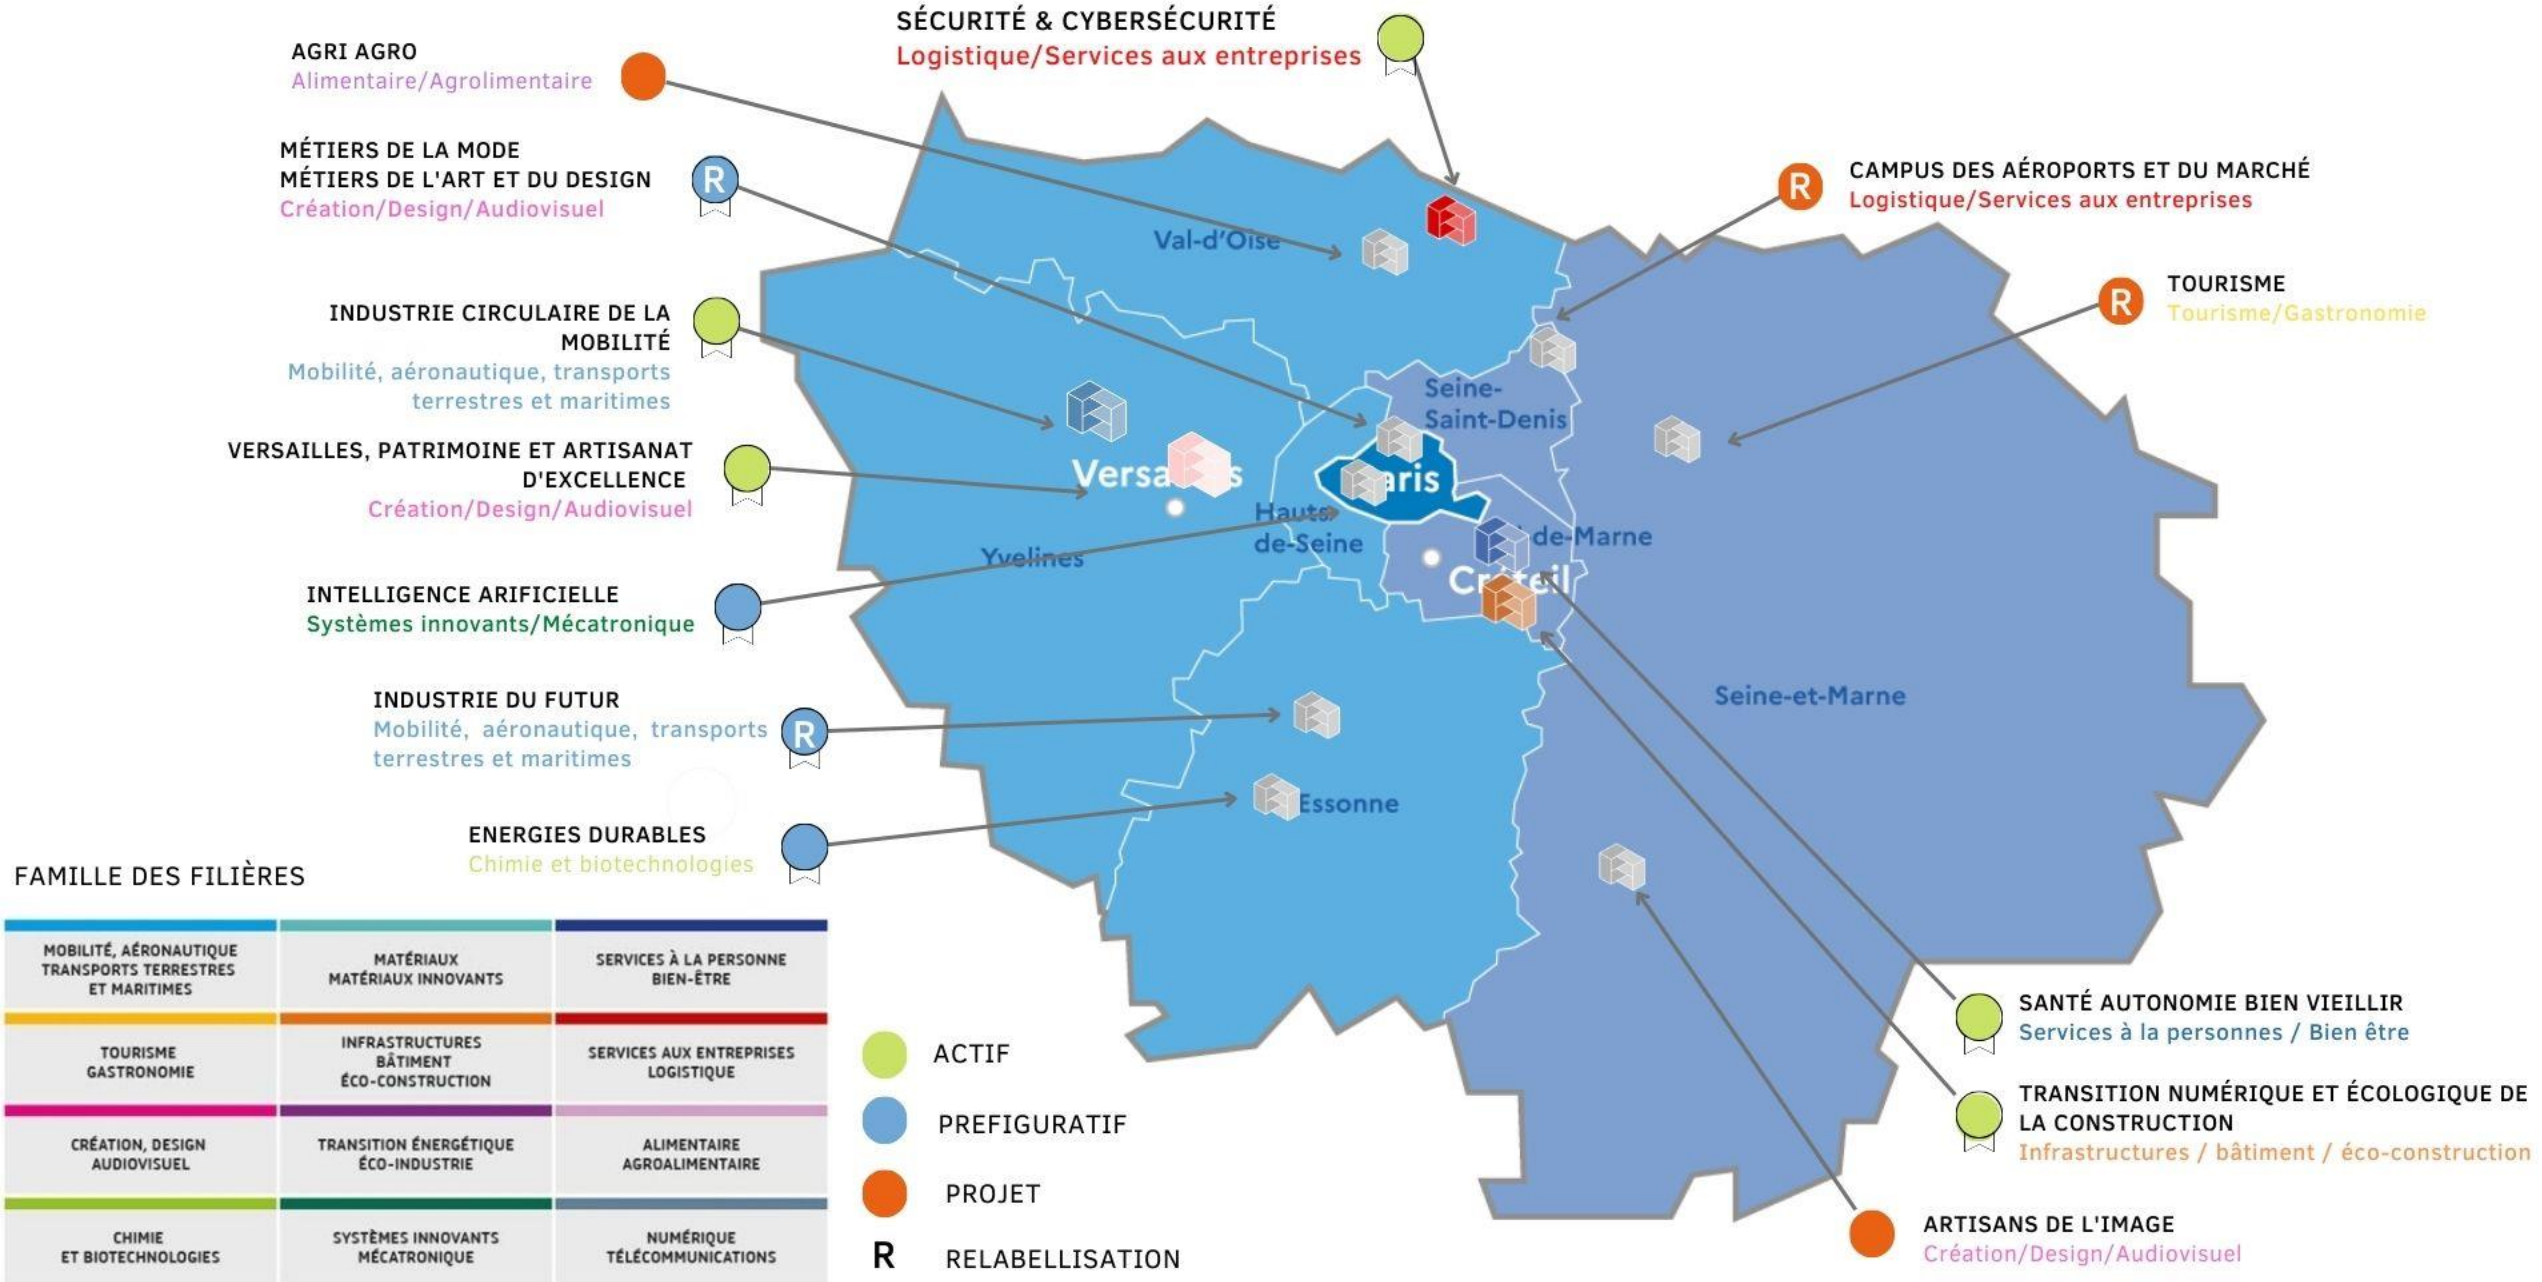 SÉCURITÉ & CYBERSÉCURITÉ
Logistique/Services aux entreprises
AGRI AGRO
Alimentaire/Agrolimentaire
MÉTIERS DE LA MODE
MÉTIERS DE L'ART ET DU DESIGN
Création/Design/Audiovisuel
R
INDUSTRIE CIRCULAIRE DE LA
MOBILITÉ
Mobilité, aéronautique, transports
terrestres et maritimes
VERSAILLES, PATRIMOINE ET ARTISANAT
D'EXCELLENCE
Création/Design/Audiovisuel
INTELLIGENCE ARIFICIELLE
Systèmes innovants/Mécatronique
INDUSTRIE DU FUTUR
Mobilité, aéronautique, transports
terrestres et maritimes
R
ENERGIES DURABLES
Chimie et biotechnologies
R
CAMPUS DES AÉROPORTS ET DU MARCHÉ
Logistique/Services aux entreprises
R
TOURISME
Tourisme/Gastronomie
Val-d'Oise
Seine-
Saint-Denis
Hauts-
de-Seine
de-Marne
Yvelines
Seine-et-Marne
Essonne
SANTÉ AUTONOMIE BIEN VIEILLIR
Services à la personnes / Bien être
TRANSITION NUMÉRIQUE ET ÉCOLOGIQUE DE
LA CONSTRUCTION
Infrastructures / bâtiment / éco-construction
ARTISANS DE L'IMAGE
Création/Design/Audiovisuel
FAMILLE DES FILIÈRES
MOBILITÉ, AÉRONAUTIQUE
TRANSPORTS TERRESTRES
ET MARITIMES
MATÉRIAUX
MATÉRIAUX INNOVANTS
SERVICES À LA PERSONNE
BIEN-ÊTRE
TOURISME
GASTRONOMIE
INFRASTRUCTURES
BÂTIMENT
ÉCO-CONSTRUCTION
SERVICES AUX ENTREPRISES
LOGISTIQUE
CRÉATION, DESIGN
AUDIOVISUEL
TRANSITION ÉNERGÉTIQUE
ÉCO-INDUSTRIE
ALIMENTAIRE
AGROALIMENTAIRE
CHIMIE
ET BIOTECHNOLOGIES
SYSTÈMES INNOVANTS
MÉCATRONIQUE
NUMÉRIQUE
TÉLÉCOMMUNICATIONS
ACTIF
PREFIGURATIF
PROJET
R RELABELLISATION